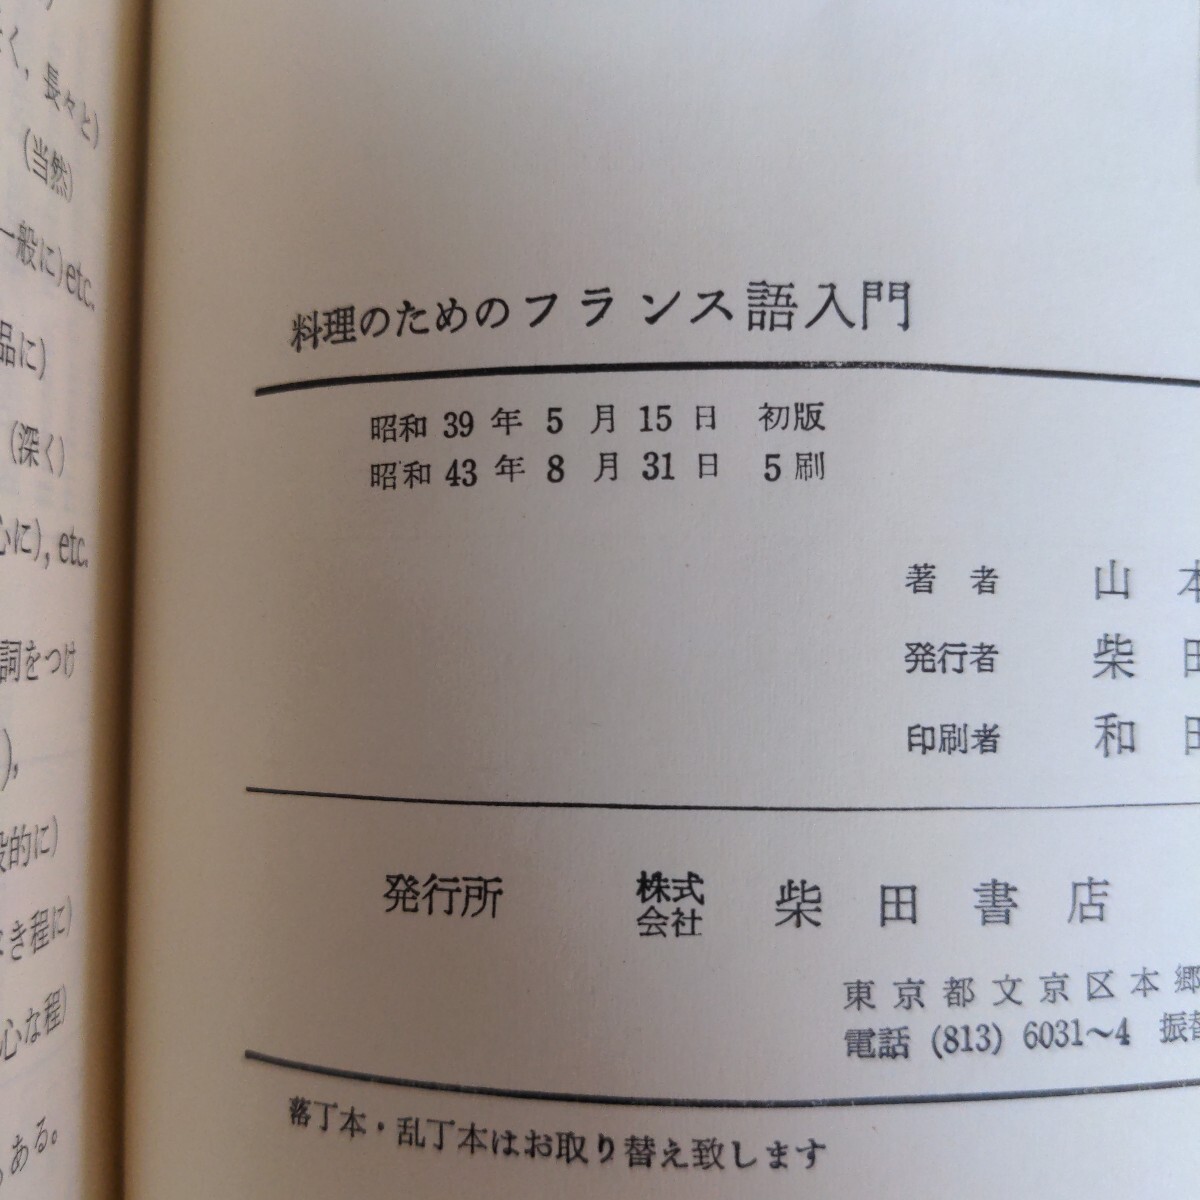 く，長々と)
(当然)
一般に)etc.
品に)
(深く)
心に), etc.
詞をつけ
),
般的に)
き程に)
心な程)
ある。
料理のためのフランス語入門
昭和 39 年 5 月 15 日 初版
昭和 43 年 8 月 31 日 5 刷
著者 山本
発行者 柴田
印刷者 和田
発行所 株式会社 柴田書店
東京都文京区本郷
電話 (813) 6031～4 振替
落丁本・乱丁本はお取り替え致します